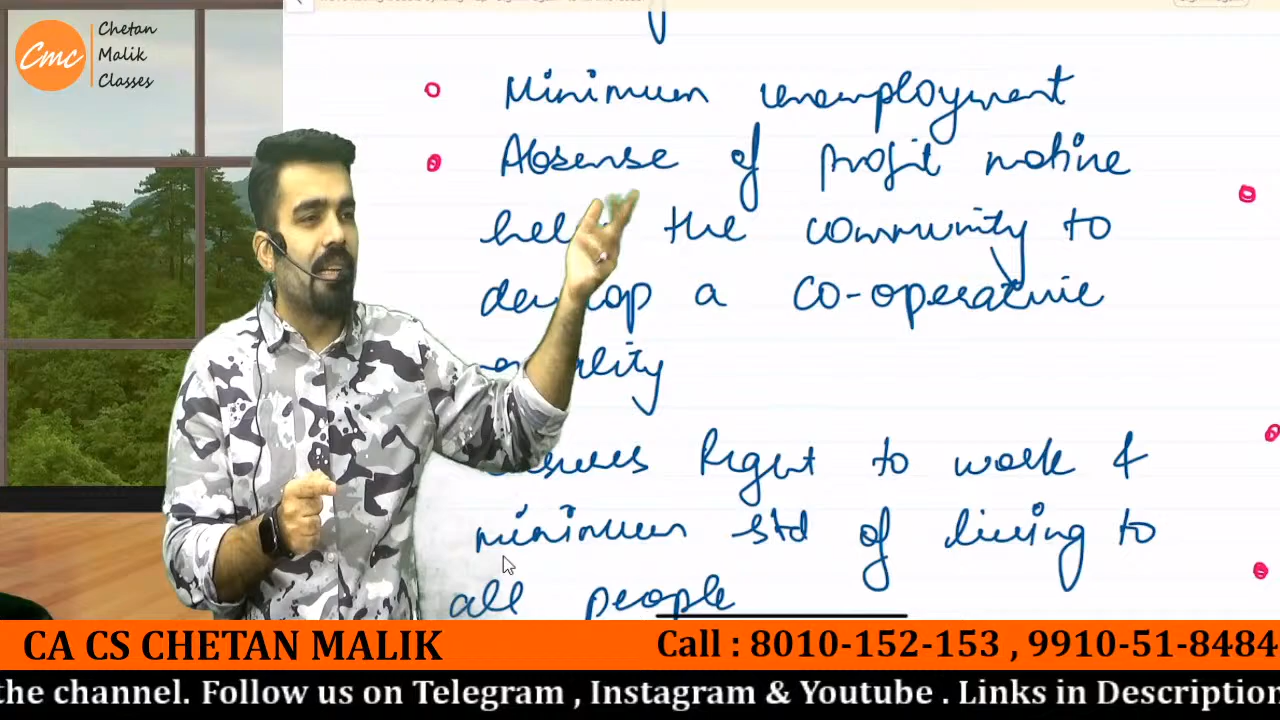 Cmc
Chetan
Malik
Classes
Minimum unemployment
Absense of profit motive
the community to
a co-operative
Right to work &
minimum std of living to
all people
CA CS CHETAN MALIK
Call : 8010-152-153 , 9910-51-8484
the channel. Follow us on Telegram , Instagram & Youtube . Links in Description